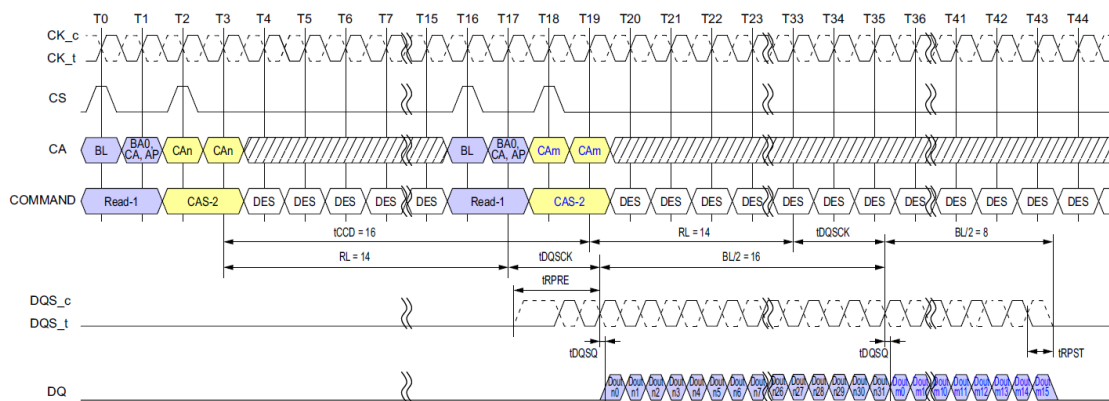 T0 T1 T2 T3 T4 T5 T6 T7 T15 T16 T17 T18 T19 T20 T21 T22 T23 T33 T34 T35 T36 T41 T42 T43 T44
CK_c
CK_t
CS
CA BL BA0, CA, AP CAn CAn BL BA0, CA, AP CAm CAm
COMMAND Read-1 CAS-2 DES DES DES DES DES Read-1 CAS-2 DES DES DES DES DES DES DES DES DES DES DES DES
tCCD = 16 RL = 14 tDQSCK BL/2 = 8
RL = 14 tDQSCK BL/2 = 16
tRPRE
DQS_c
DQS_t
tDQSQ tDQSQ tRPST
DQ Dout n0 Dout n1 Dout n2 Dout n3 Dout n4 Dout n5 Dout n6 Dout n7 Dout n26 Dout n27 Dout n28 Dout n29 Dout n30 Dout n31 Dout m0 Dout m1 Dout m10 Dout m11 Dout m12 Dout m13 Dout m14 Dout m15